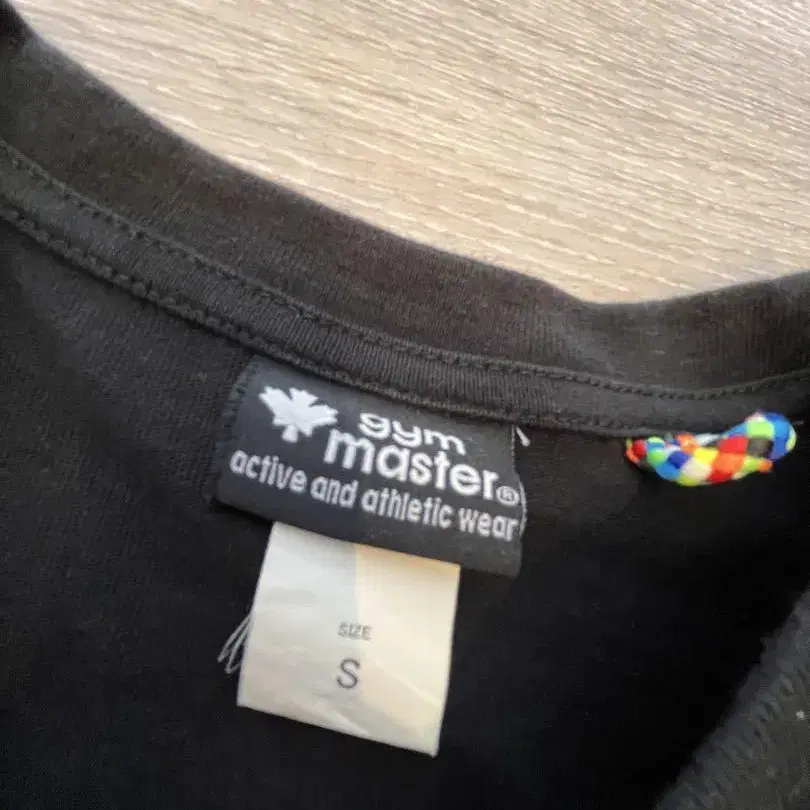 gym
master®
active and athletic wear
SIZE
S